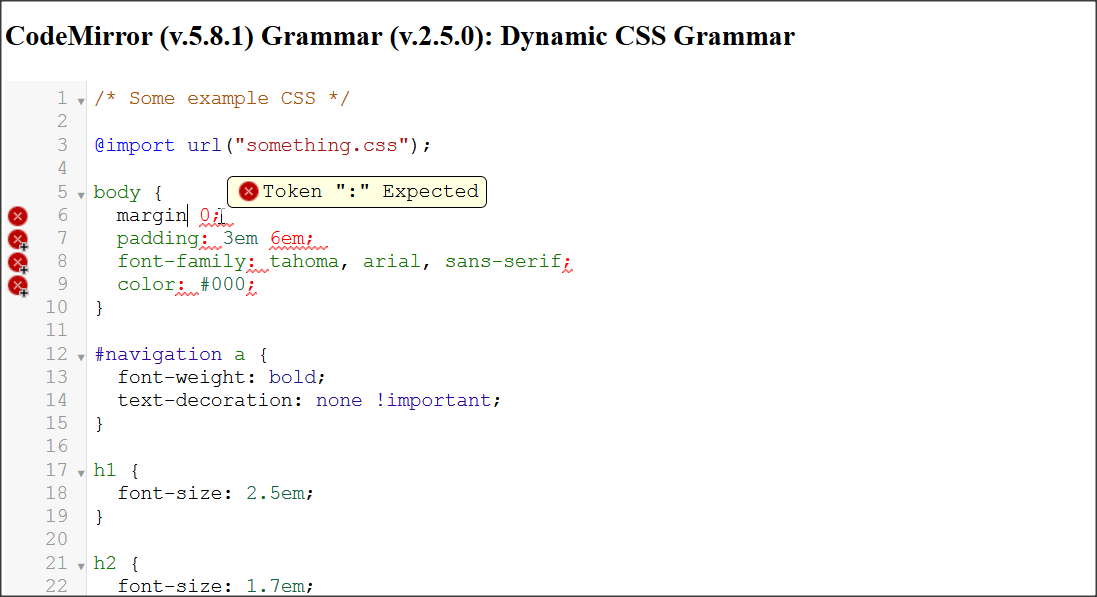 CodeMirror (v.5.8.1) Grammar (v.2.5.0): Dynamic CSS Grammar
1 /* Some example CSS */
2
3 @import url("something.css");
4
5 body {
Token ":" Expected
6   margin 0;
7   padding: 3em 6em;
8   font-family: tahoma, arial, sans-serif;
9   color: #000;
10 }
11
12 #navigation a {
13   font-weight: bold;
14   text-decoration: none !important;
15 }
16
17 h1 {
18   font-size: 2.5em;
19 }
20
21 h2 {
22   font-size: 1.7em;